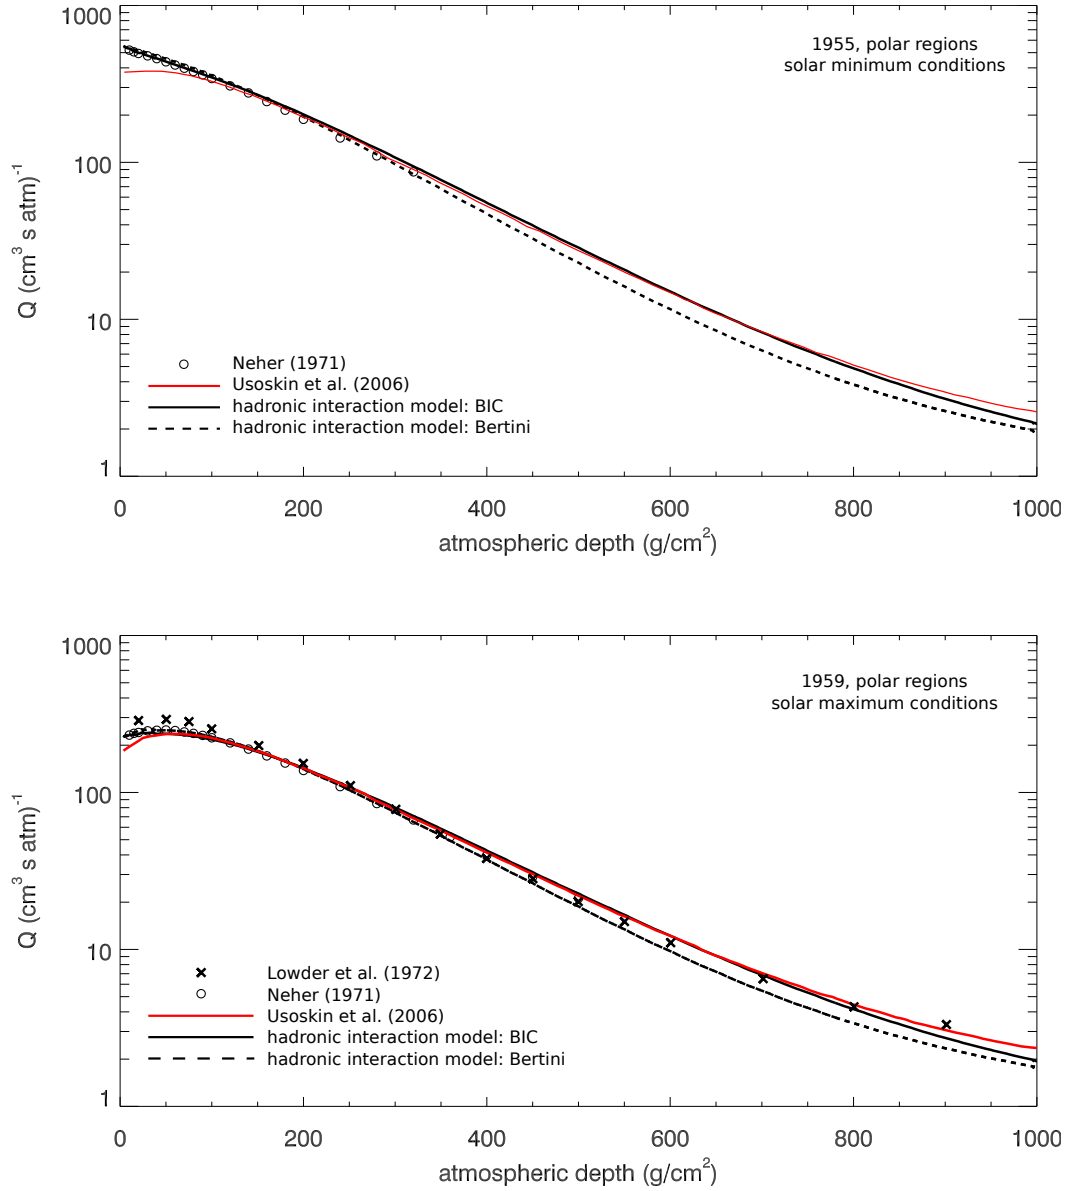 1000
100
10
1
Q (cm³ s atm)⁻¹
1955, polar regions
solar minimum conditions
Neher (1971)
Usoskin et al. (2006)
hadronic interaction model: BIC
hadronic interaction model: Bertini
0 200 400 600 800 1000
atmospheric depth (g/cm²)
1000
100
10
1
Q (cm³ s atm)⁻¹
1959, polar regions
solar maximum conditions
Lowder et al. (1972)
Neher (1971)
Usoskin et al. (2006)
hadronic interaction model: BIC
hadronic interaction model: Bertini
0 200 400 600 800 1000
atmospheric depth (g/cm²)